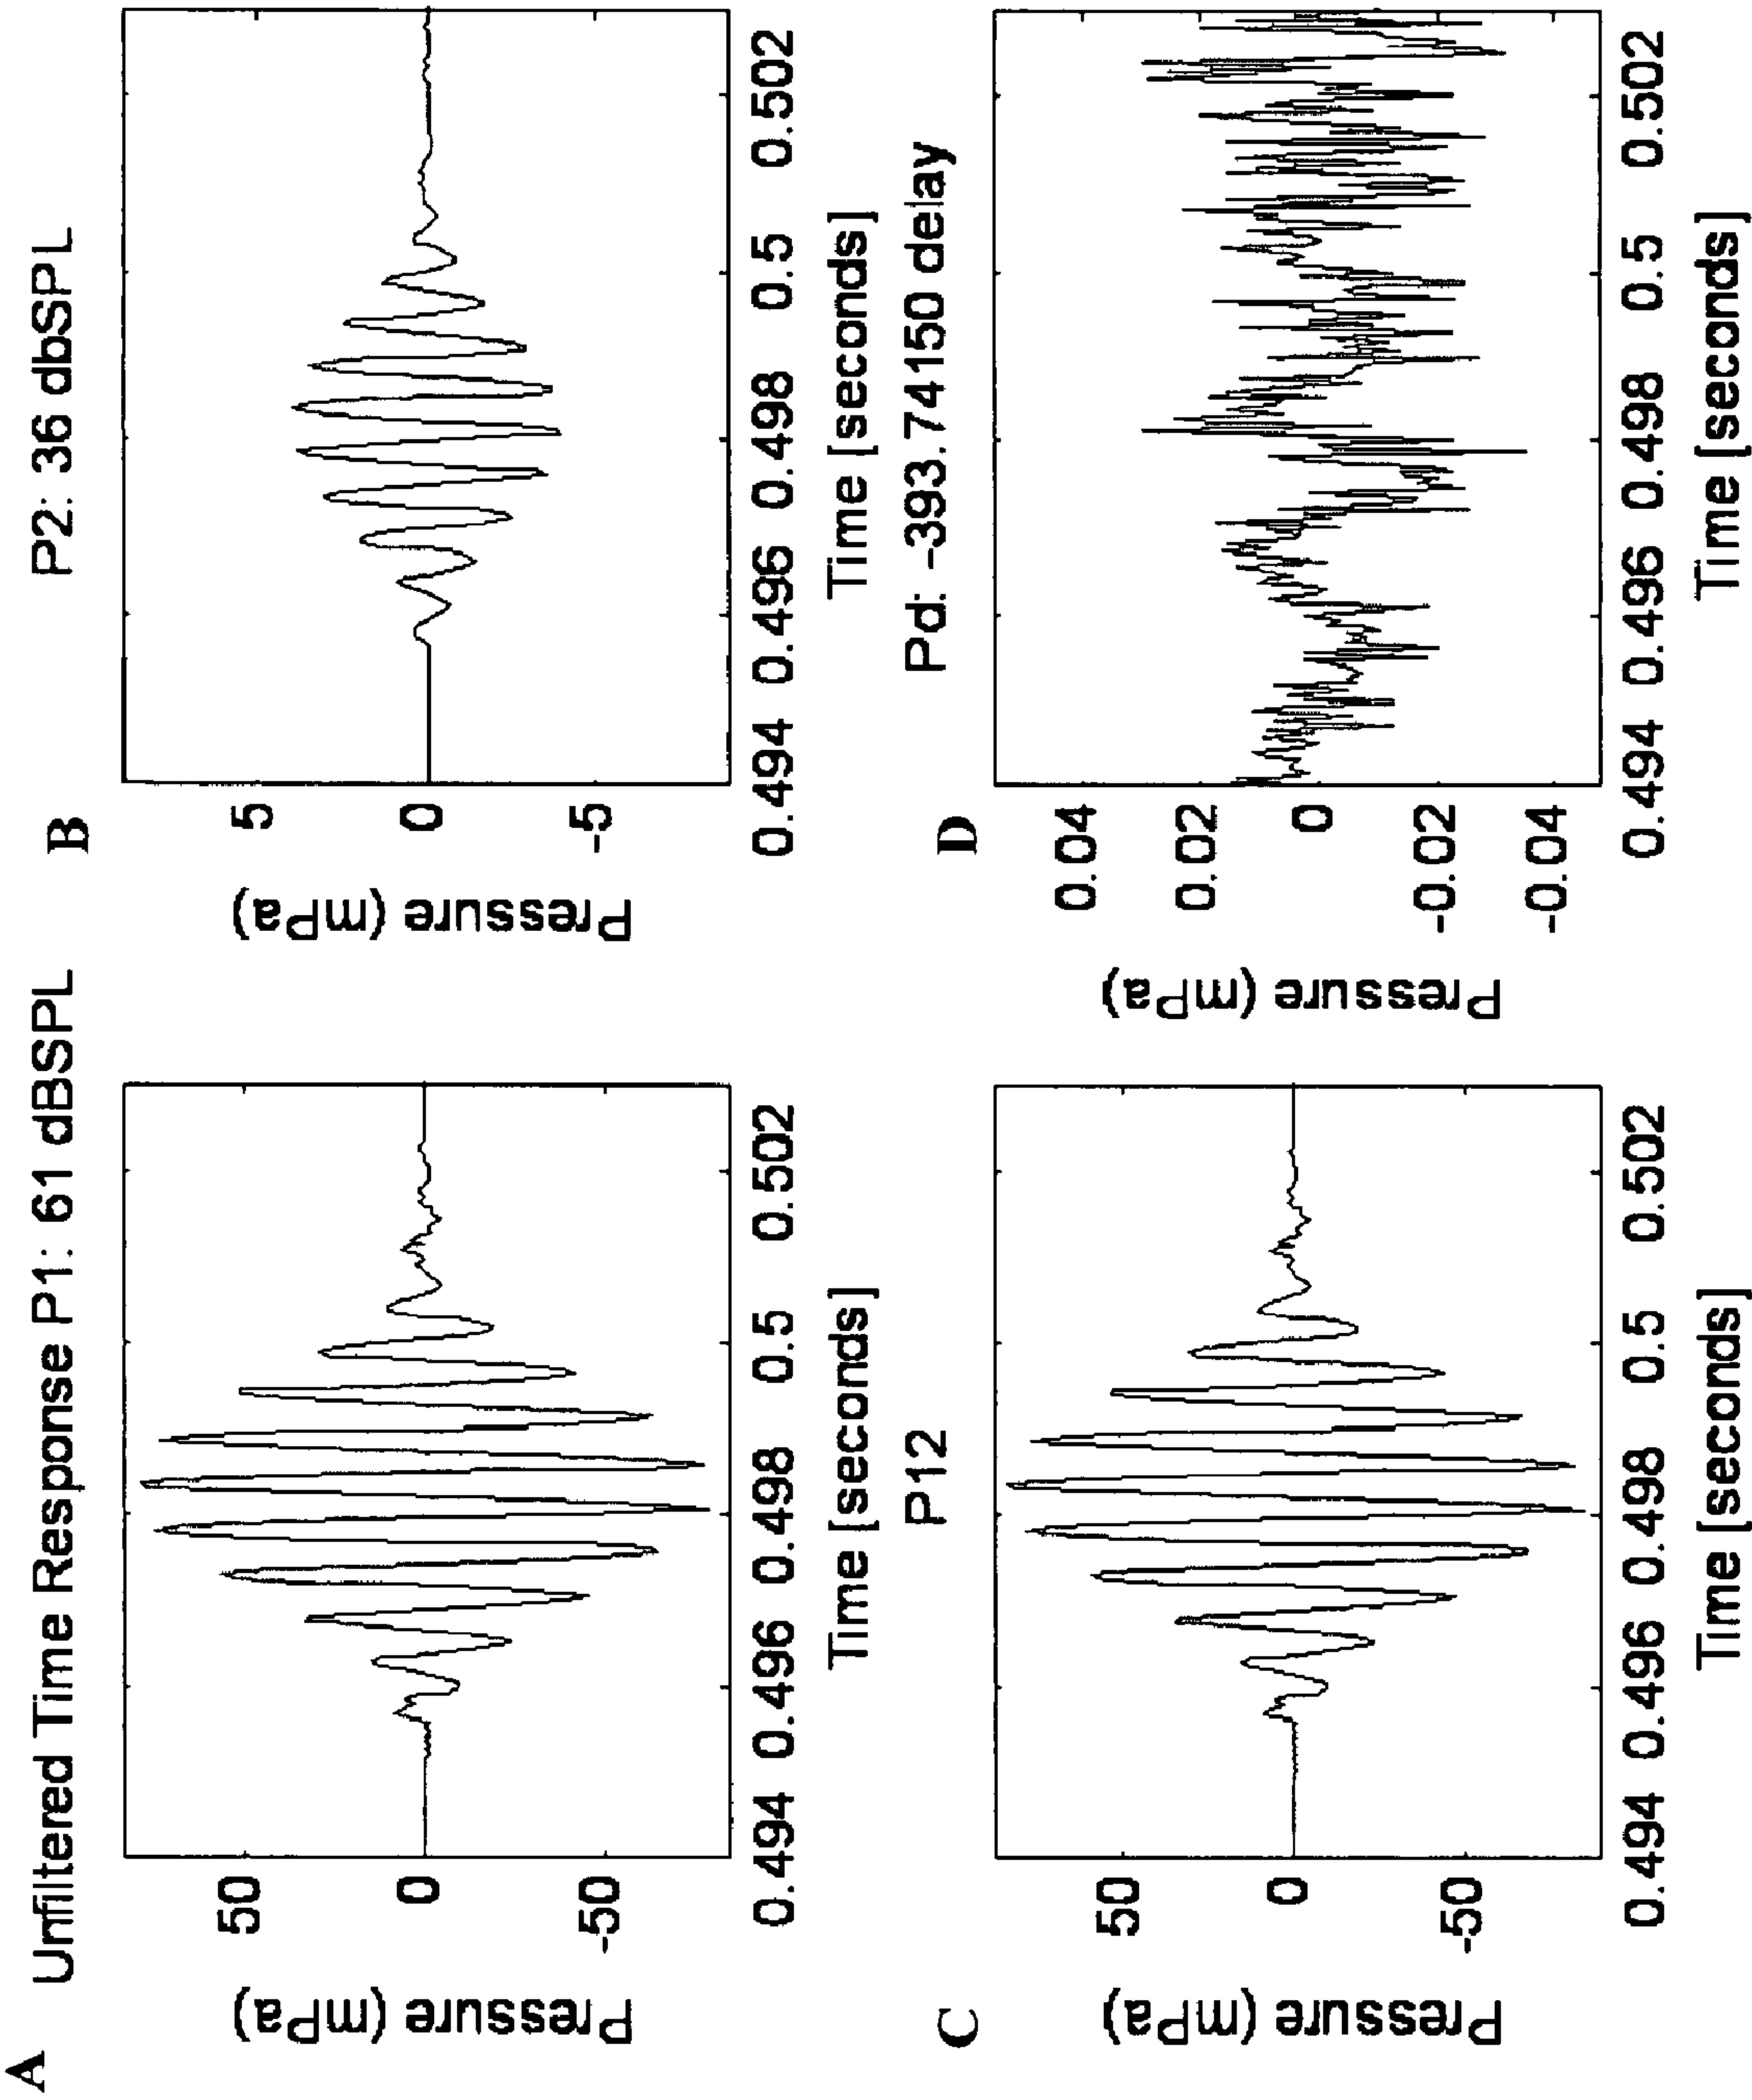 A
Unfiltered Time Response P1: 61 dBSPL
Pressure (mPa)
50
0
-50
0.494 0.496 0.498 0.5 0.502
Time [seconds]
B
P2: 36 dbSPL
Pressure (mPa)
5
0
-5
0.494 0.496 0.498 0.5 0.502
Time [seconds]
C
P12
Pressure (mPa)
50
0
-50
0.494 0.496 0.498 0.5 0.502
Time [seconds]
D
Pd: -393.74150 delay
Pressure (mPa)
0.04
0.02
0
-0.02
-0.04
0.494 0.496 0.498 0.5 0.502
Time [seconds]